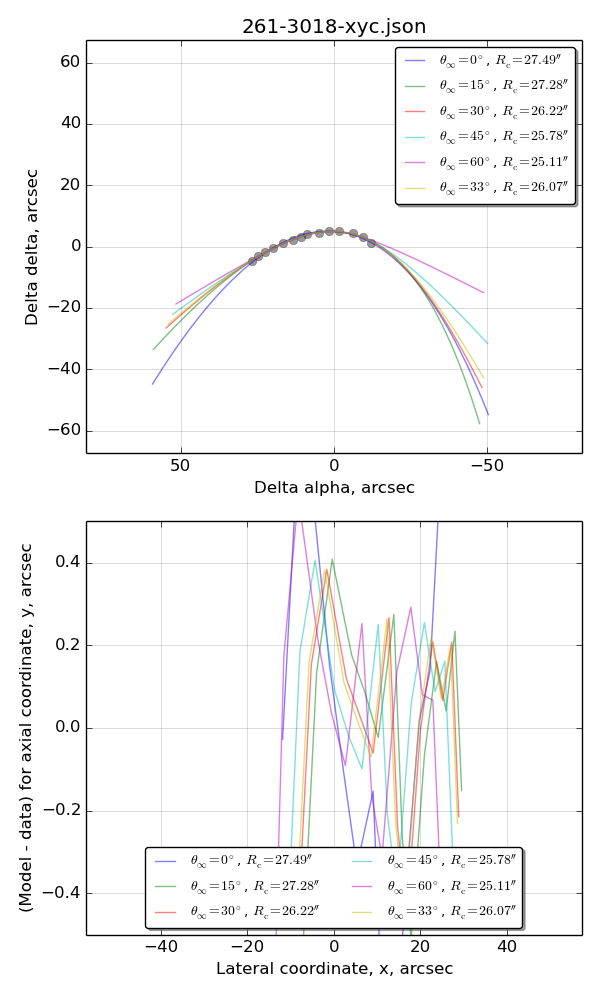 261-3018-xyc.json
θ∞=0°, Rc=27.49″
θ∞=15°, Rc=27.28″
θ∞=30°, Rc=26.22″
θ∞=45°, Rc=25.78″
θ∞=60°, Rc=25.11″
θ∞=33°, Rc=26.07″
60
40
20
0
−20
−40
−60
Delta delta, arcsec
50 0 −50
Delta alpha, arcsec
0.4
0.2
0.0
−0.2
−0.4
(Model - data) for axial coordinate, y, arcsec
θ∞=0°, Rc=27.49″ θ∞=45°, Rc=25.78″
θ∞=15°, Rc=27.28″ θ∞=60°, Rc=25.11″
θ∞=30°, Rc=26.22″ θ∞=33°, Rc=26.07″
−40 −20 0 20 40
Lateral coordinate, x, arcsec